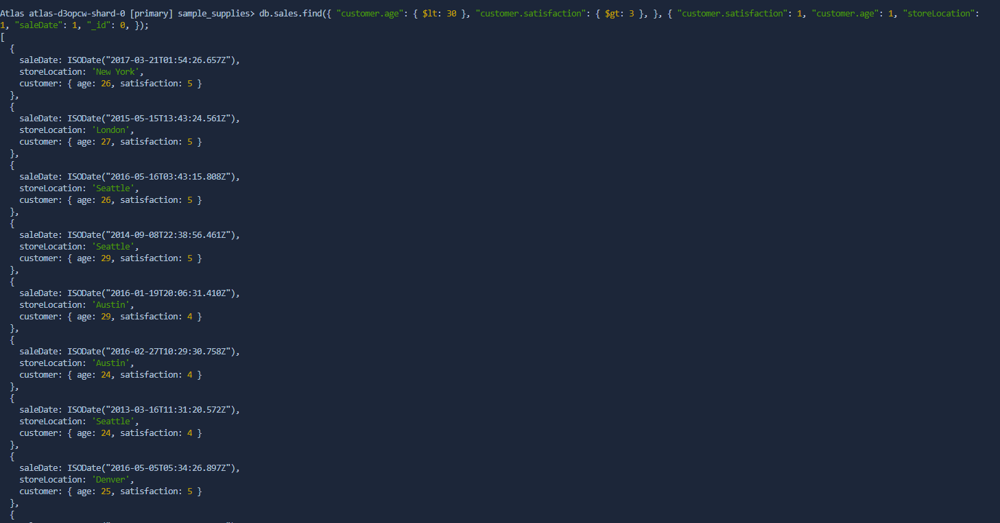 Atlas atlas-d3opcw-shard-0 [primary] sample_supplies> db.sales.find({ "customer.age": { $lt: 30 }, "customer.satisfaction": { $gt: 3 }, }, { "customer.satisfaction": 1, "customer.age": 1, "storeLocation":
1, "saleDate": 1, "_id": 0, });
[
  {
    saleDate: ISODate("2017-03-21T01:54:26.657Z"),
    storeLocation: 'New York',
    customer: { age: 26, satisfaction: 5 }
  },
  {
    saleDate: ISODate("2015-05-15T13:43:24.561Z"),
    storeLocation: 'London',
    customer: { age: 27, satisfaction: 5 }
  },
  {
    saleDate: ISODate("2016-05-16T03:43:15.808Z"),
    storeLocation: 'Seattle',
    customer: { age: 26, satisfaction: 5 }
  },
  {
    saleDate: ISODate("2014-09-08T22:38:56.461Z"),
    storeLocation: 'Seattle',
    customer: { age: 29, satisfaction: 5 }
  },
  {
    saleDate: ISODate("2016-01-19T20:06:31.410Z"),
    storeLocation: 'Austin',
    customer: { age: 29, satisfaction: 4 }
  },
  {
    saleDate: ISODate("2016-02-27T10:29:30.758Z"),
    storeLocation: 'Austin',
    customer: { age: 24, satisfaction: 4 }
  },
  {
    saleDate: ISODate("2013-03-16T11:31:20.572Z"),
    storeLocation: 'Seattle',
    customer: { age: 24, satisfaction: 4 }
  },
  {
    saleDate: ISODate("2016-05-05T05:34:26.897Z"),
    storeLocation: 'Denver',
    customer: { age: 25, satisfaction: 5 }
  },
  {